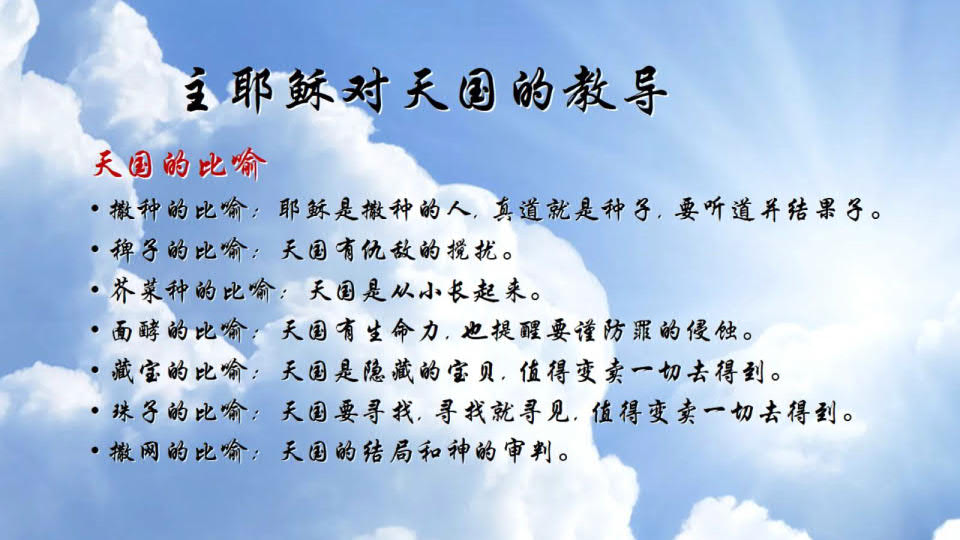 主耶稣对天国的教导
天国的比喻
• 撒种的比喻：耶稣是撒种的人，真道就是种子，要听道并结果子。
• 稗子的比喻：天国有仇敌的搅扰。
• 芥菜种的比喻：天国是从小长起来。
• 面酵的比喻：天国有生命力，也提醒要谨防罪的侵蚀。
• 藏宝的比喻：天国是隐藏的宝贝，值得变卖一切去得到。
• 珠子的比喻：天国要寻找，寻找就寻见，值得变卖一切去得到。
• 撒网的比喻：天国的结局和神的审判。